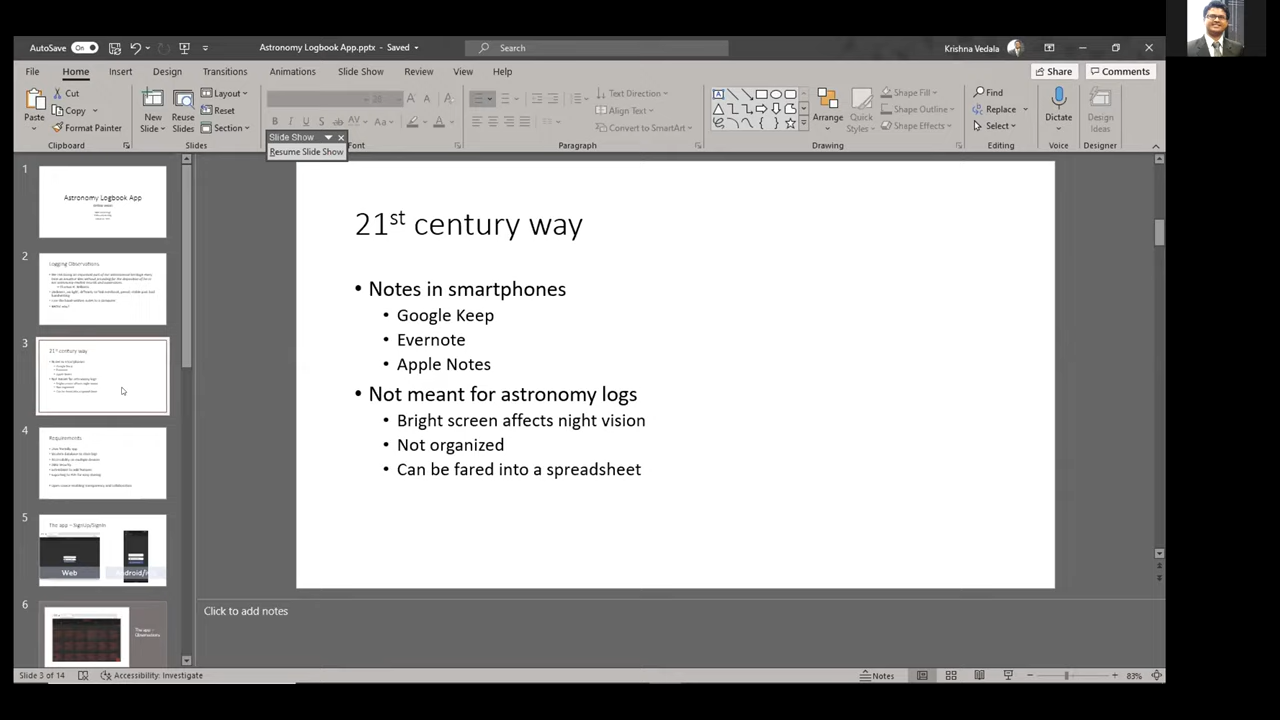 AutoSave On
Astronomy Logbook App.pptx - Saved
Search
Krishna Vedala
File Home Insert Design Transitions Animations Slide Show Review View Help
Share Comments
Paste
Cut
Copy
Format Painter
Clipboard
New Slide
Reuse Slides
Layout
Reset
Section
Slides
Slide Show
Resume Slide Show
Font
Text Direction
Align Text
Convert to SmartArt
Paragraph
Arrange
Quick Styles
Shape Fill
Shape Outline
Shape Effects
Drawing
Find
Replace
Select
Editing
Dictate
Voice
Design Ideas
Designer
1
Astronomy Logbook App
2
Logging Observations
3
21st century way
4
Requirements
5
The app - SignUp/SignIn
Web
6
The app - Observations
21st century way
• Notes in smartphones
• Google Keep
• Evernote
• Apple Notes
• Not meant for astronomy logs
• Bright screen affects night vision
• Not organized
• Can be fared into a spreadsheet
Click to add notes
Slide 3 of 14
Accessibility: Investigate
Notes
83%